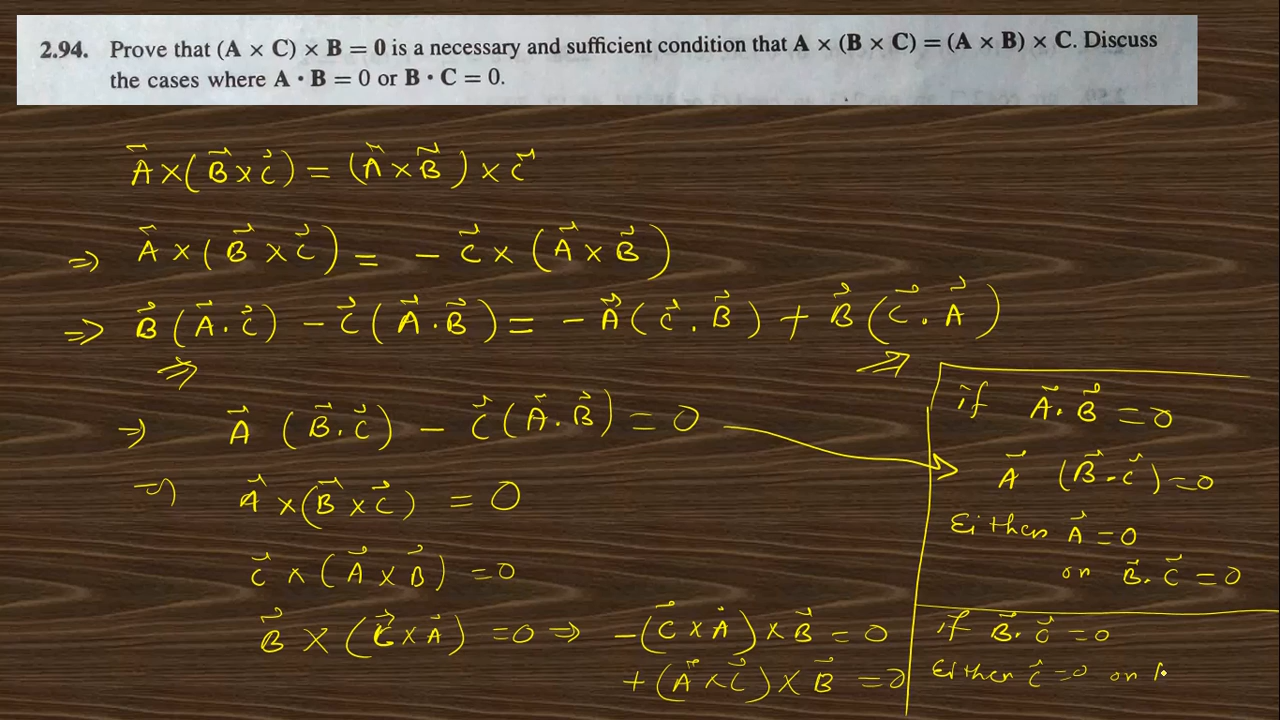 2.94. Prove that (A × C) × B = 0 is a necessary and sufficient condition that A × (B × C) = (A × B) × C. Discuss
the cases where A • B = 0 or B • C = 0.
A⃗ × (B⃗ × C⃗) = (A⃗ × B⃗) × C⃗
⇒ A⃗ × (B⃗ × C⃗) = − C⃗ × (A⃗ × B⃗)
⇒ B⃗ (A⃗ . C⃗) − C⃗ (A⃗ . B⃗) = − A⃗ (C⃗ . B⃗) + B⃗ (C⃗ . A⃗)
⇒ A⃗ (B⃗ . C⃗) − C⃗ (A⃗ . B⃗) = 0
⇒ A⃗ × (B⃗ × C⃗) = 0
C⃗ × (A⃗ × B⃗) = 0
B⃗ × (C⃗ × A⃗) = 0 ⇒ − (C⃗ × A⃗) × B⃗ = 0
+ (A⃗ × C⃗) × B⃗ = 0
if A⃗ . B⃗ = 0
A⃗ (B⃗ . C⃗) = 0
Either A⃗ = 0
or B⃗ . C⃗ = 0
if B⃗ . C⃗ = 0
Either C⃗ = 0 or